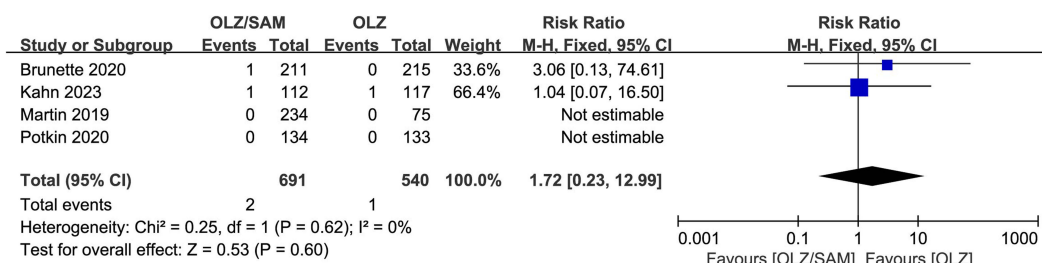 OLZ/SAM OLZ Risk Ratio Risk Ratio
Study or Subgroup Events Total Events Total Weight M-H, Fixed, 95% CI M-H, Fixed, 95% CI
Brunette 2020 1 211 0 215 33.6% 3.06 [0.13, 74.61]
Kahn 2023 1 112 1 117 66.4% 1.04 [0.07, 16.50]
Martin 2019 0 234 0 75 Not estimable
Potkin 2020 0 134 0 133 Not estimable
Total (95% CI) 691 540 100.0% 1.72 [0.23, 12.99]
Total events 2 1
Heterogeneity: Chi² = 0.25, df = 1 (P = 0.62); I² = 0%
Test for overall effect: Z = 0.53 (P = 0.60)
0.001 0.1 1 10 1000
Favours [OLZ/SAM] Favours [OLZ]